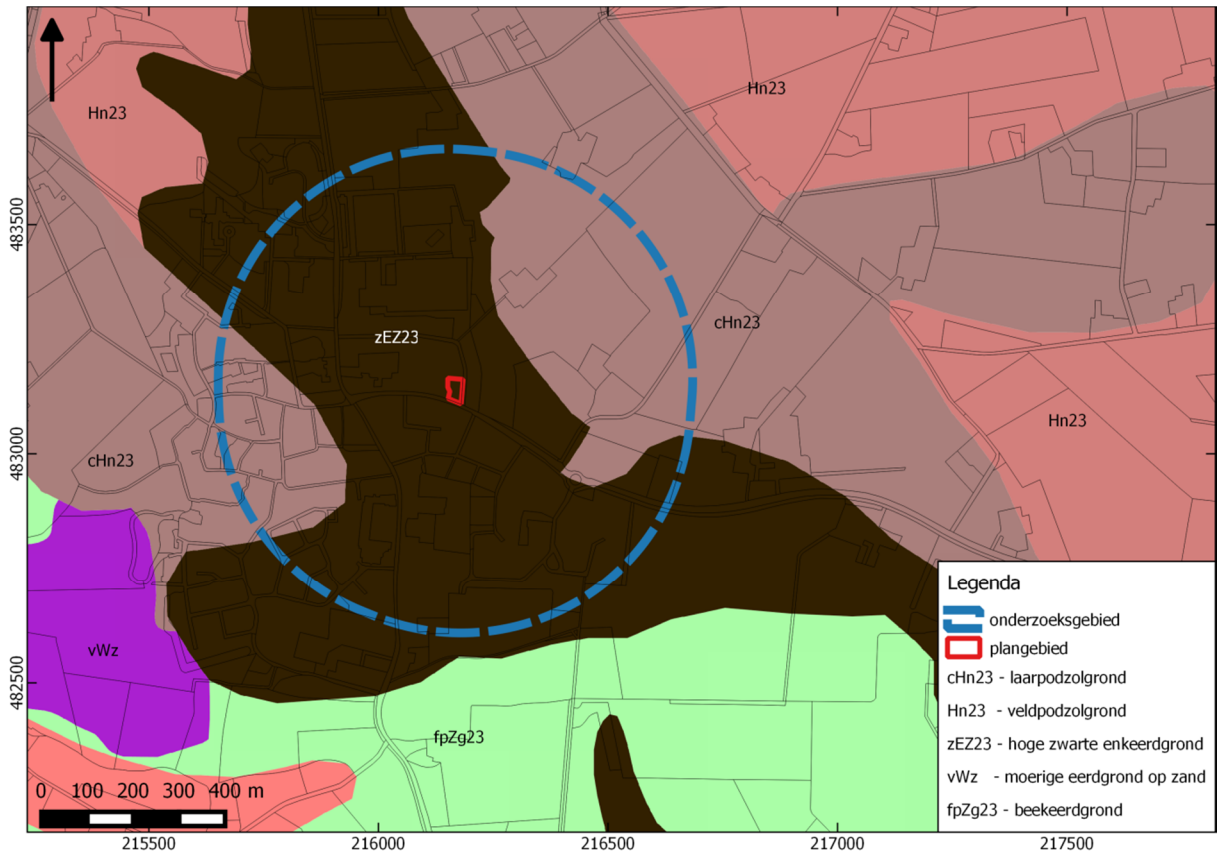 Hn23
Hn23
483500
cHn23
zEZ23
Hn23
483000
cHn23
vWz
482500
fpZg23
0 100 200 300 400 m
215500 216000 216500 217000 217500
Legenda
onderzoeksgebied
plangebied
cHn23 - laarpodzolgrond
Hn23 - veldpodzolgrond
zEZ23 - hoge zwarte enkeerdgrond
vWz - moerige eerdgrond op zand
fpZg23 - beekeerdgrond